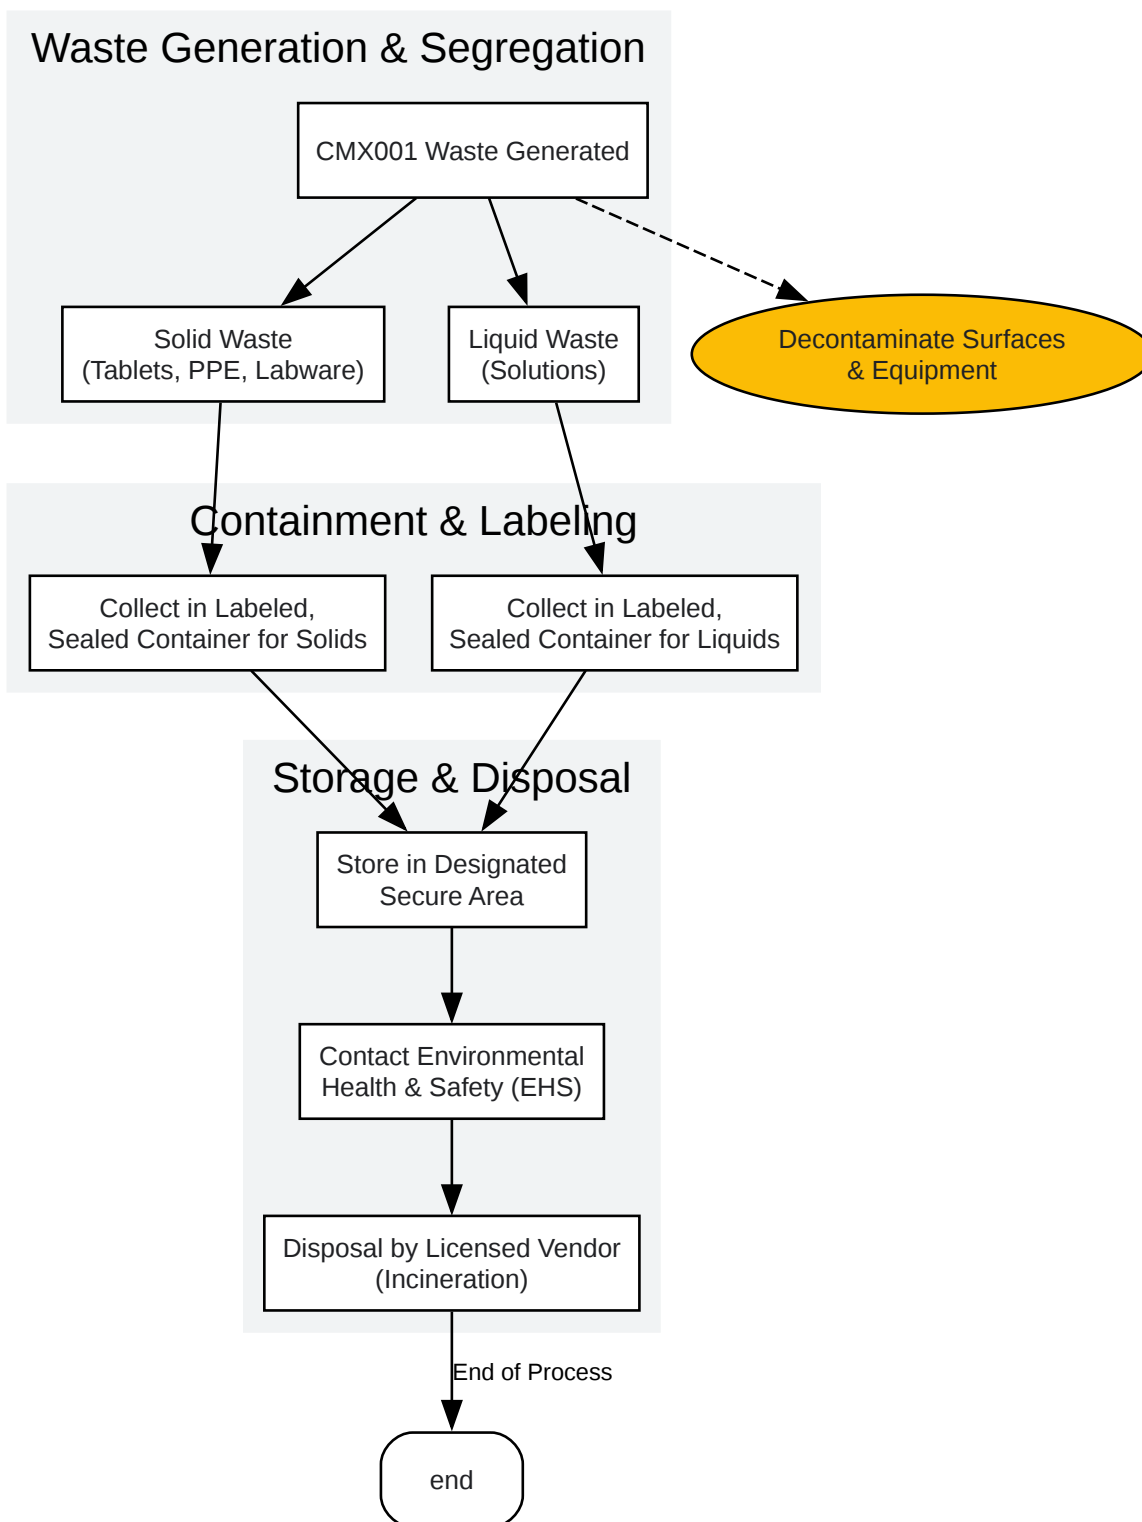 Waste Generation & Segregation
CMX001 Waste Generated
Solid Waste
(Tablets, PPE, Labware)
Liquid Waste
(Solutions)
Decontaminate Surfaces
& Equipment
Containment & Labeling
Collect in Labeled,
Sealed Container for Solids
Collect in Labeled,
Sealed Container for Liquids
Storage & Disposal
Store in Designated
Secure Area
Contact Environmental
Health & Safety (EHS)
Disposal by Licensed Vendor
(Incineration)
End of Process
end